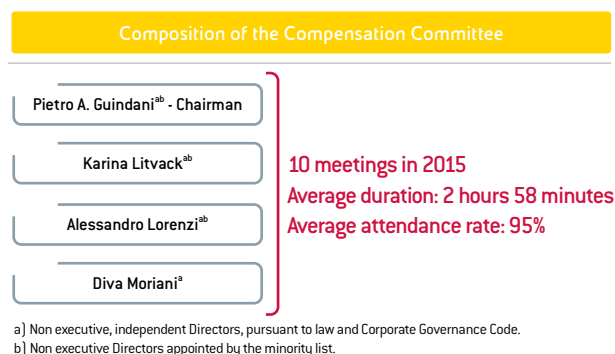 Composition of the Compensation Committee
Pietro A. Guindani^ab - Chairman
Karina Litvack^ab
Alessandro Lorenzi^ab
Diva Moriani^a
10 meetings in 2015
Average duration: 2 hours 58 minutes
Average attendance rate: 95%
a) Non executive, independent Directors, pursuant to law and Corporate Governance Code.
b) Non executive Directors appointed by the minority list.